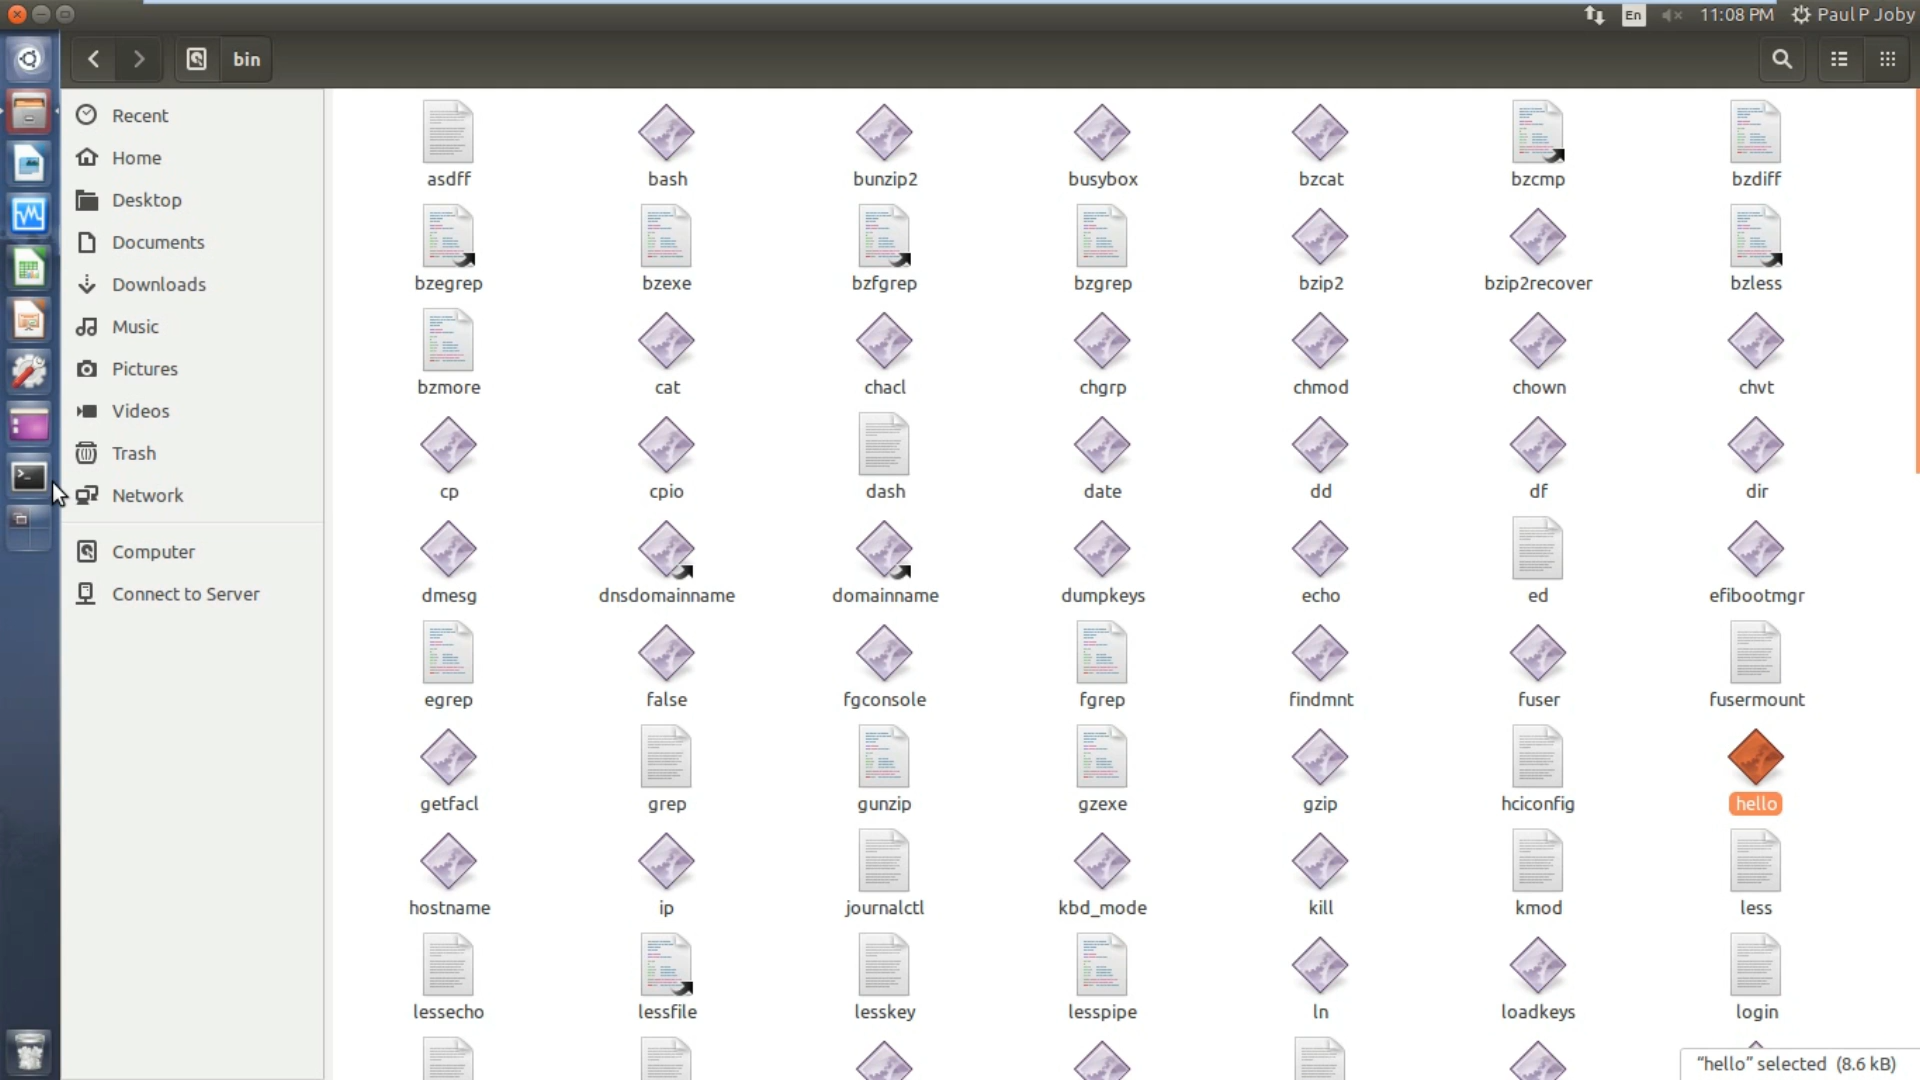 En
11:08 PM
Paul P Joby
bin
Recent
Home
Desktop
Documents
Downloads
Music
Pictures
Videos
Trash
Network
Computer
Connect to Server
asdff bash bunzip2 busybox bzcat bzcmp bzdiff
bzegrep bzexe bzfgrep bzgrep bzip2 bzip2recover bzless
bzmore cat chacl chgrp chmod chown chvt
cp cpio dash date dd df dir
dmesg dnsdomainname domainname dumpkeys echo ed efibootmgr
egrep false fgconsole fgrep findmnt fuser fusermount
getfacl grep gunzip gzexe gzip hciconfig hello
hostname ip journalctl kbd_mode kill kmod less
lessecho lessfile lesskey lesspipe ln loadkeys login
“hello” selected (8.6 kB)